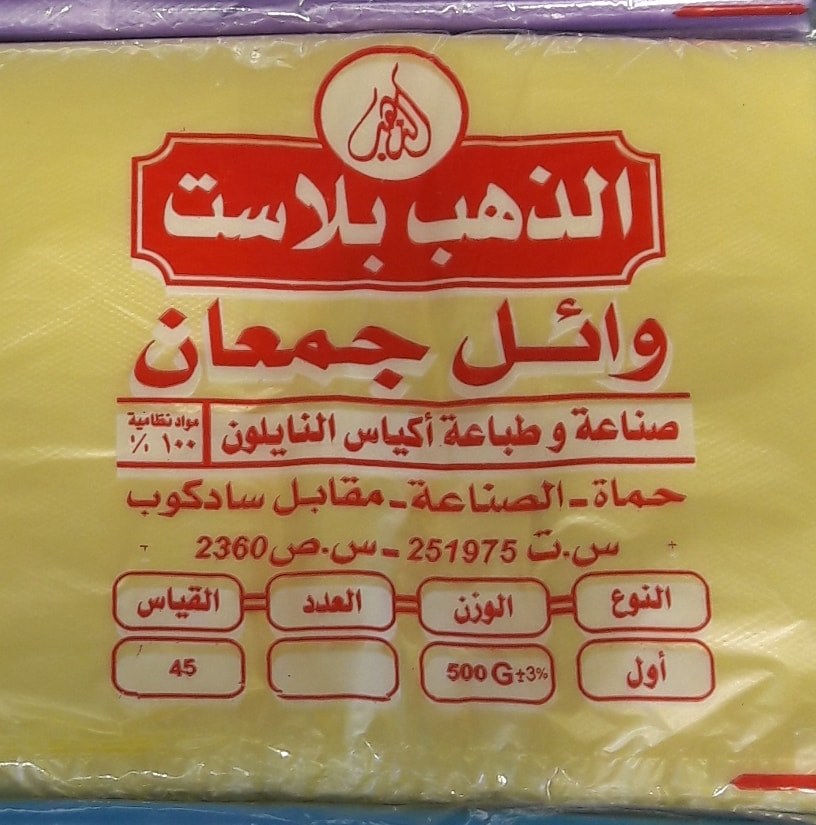 الذهب
الذهب بلاست
وائل جمعان
صناعة و طباعة أكياس النايلون
مواد نظامية
١٠٠ ٪
حماة - الصناعة - مقابل سادكوب
س.ت 251975 - س.ص 2360
النوع الوزن العدد القياس
أول 500 G ±3% 45